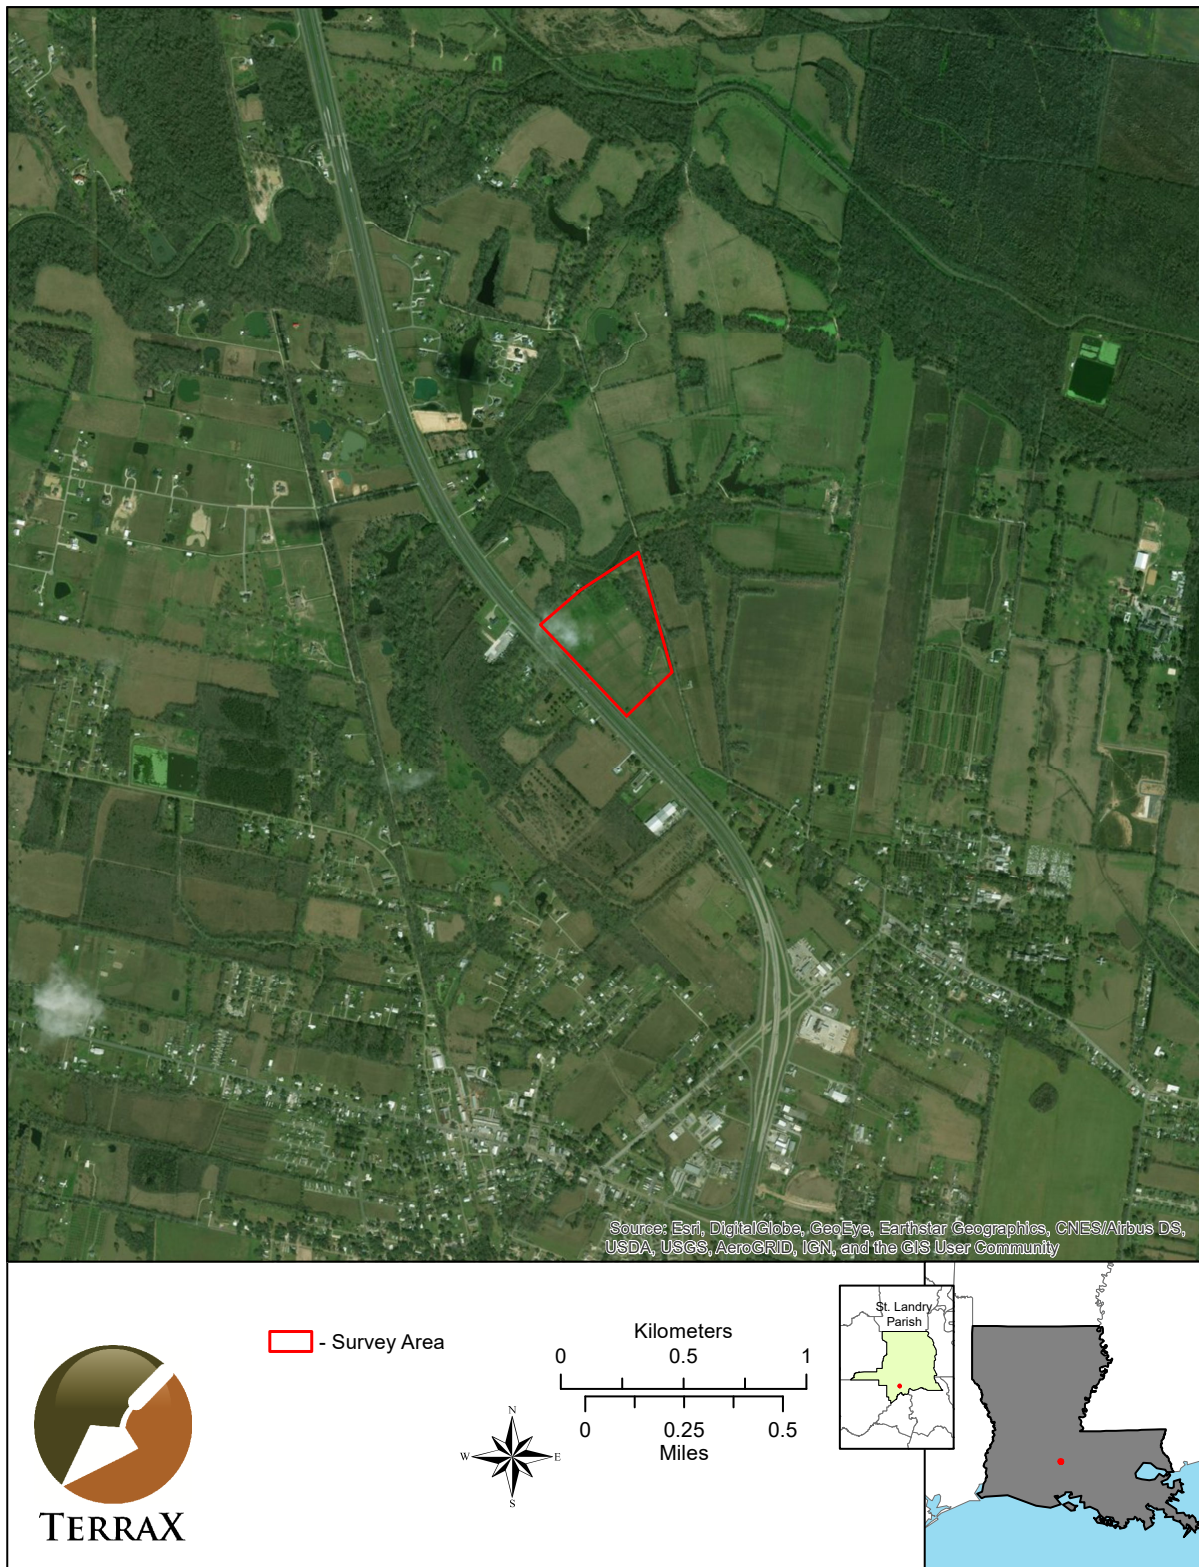 Source: Esri, DigitalGlobe, GeoEye, Earthstar Geographics, CNES/Airbus DS,
USDA, USGS, AeroGRID, IGN, and the GIS User Community
- Survey Area
Kilometers
0 0.5 1
0 0.25 0.5
Miles
N
W E
S
St. Landry
Parish
TERRAX